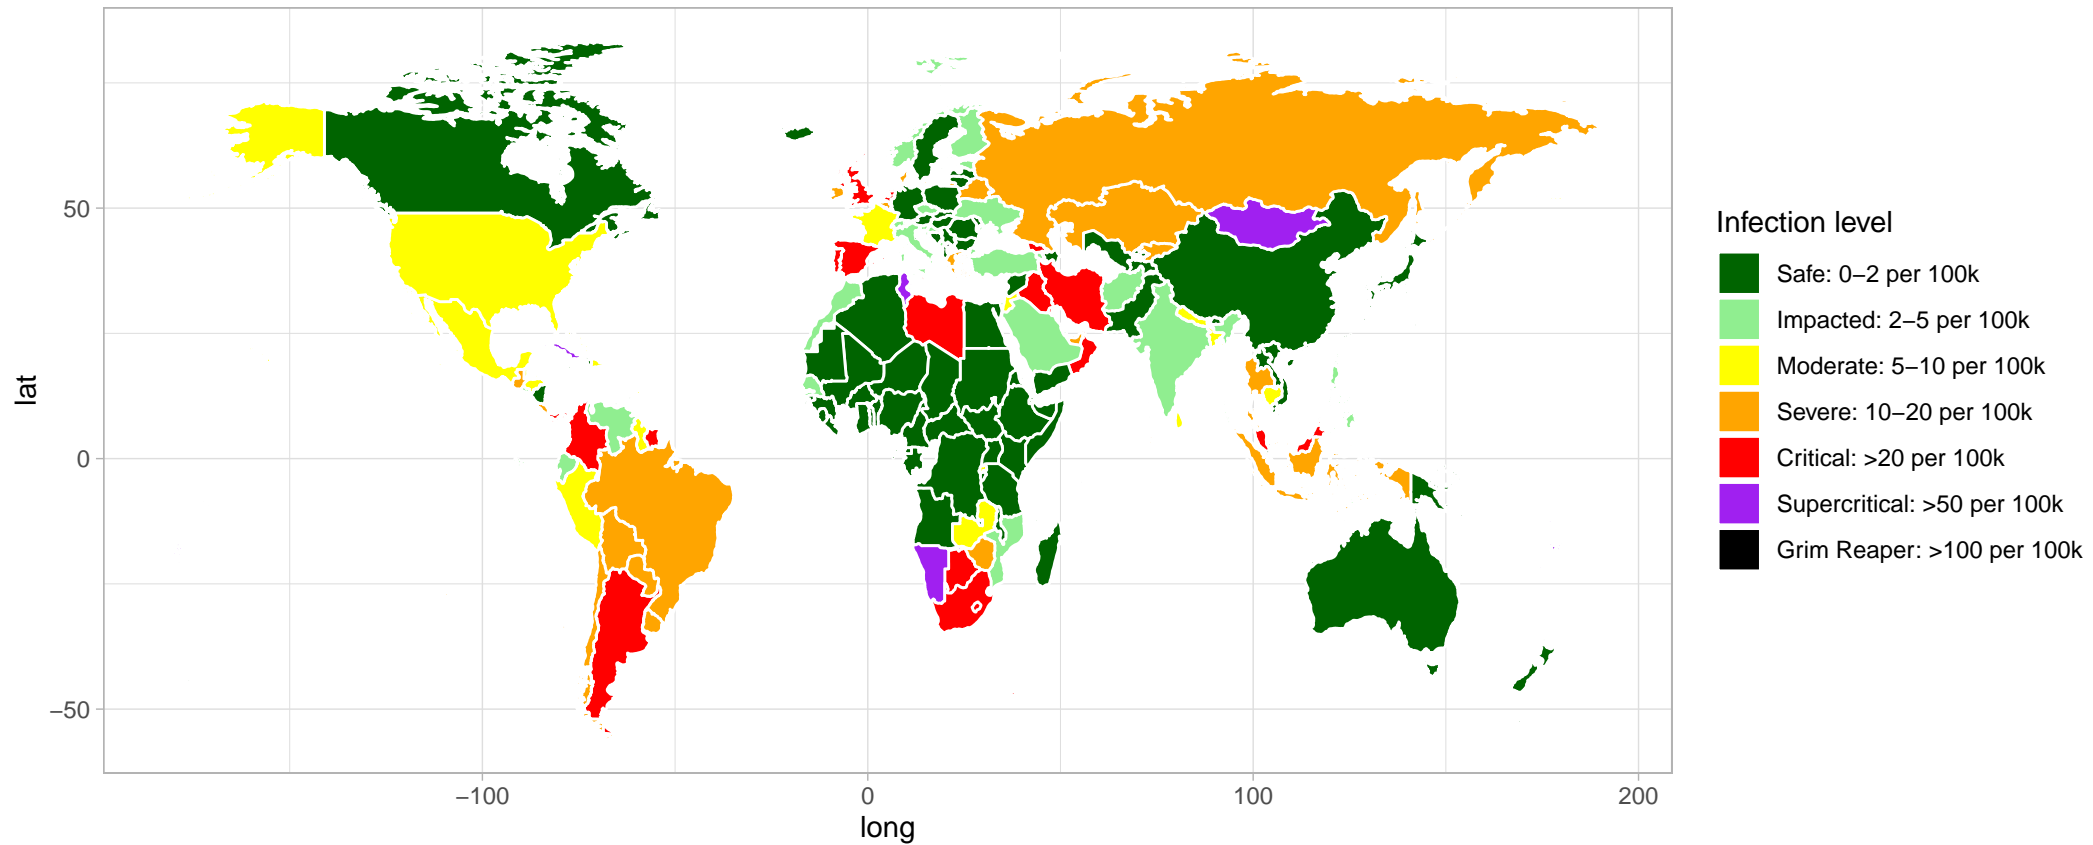 50
0
−50
lat
−100
0
100
200
long
Infection level
Safe: 0−2 per 100k
Impacted: 2−5 per 100k
Moderate: 5−10 per 100k
Severe: 10−20 per 100k
Critical: >20 per 100k
Supercritical: >50 per 100k
Grim Reaper: >100 per 100k